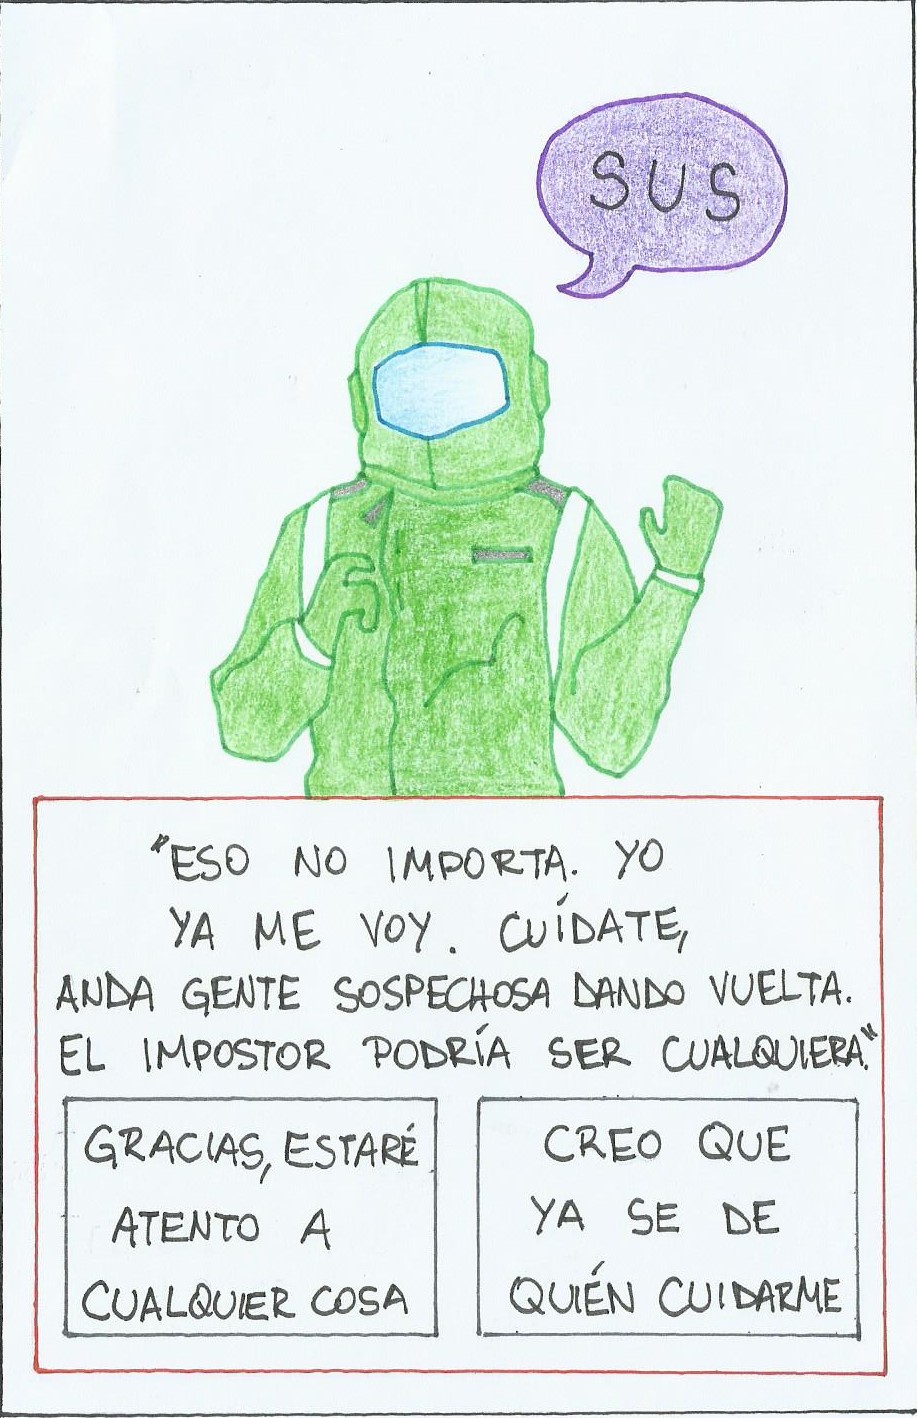 SUS
"ESO NO IMPORTA. YO
YA ME VOY. CUÍDATE,
ANDA GENTE SOSPECHOSA DANDO VUELTA.
EL IMPOSTOR PODRÍA SER CUALQUIERA."
GRACIAS, ESTARÉ
ATENTO A
CUALQUIER COSA
CREO QUE
YA SE DE
QUIÉN CUIDARME